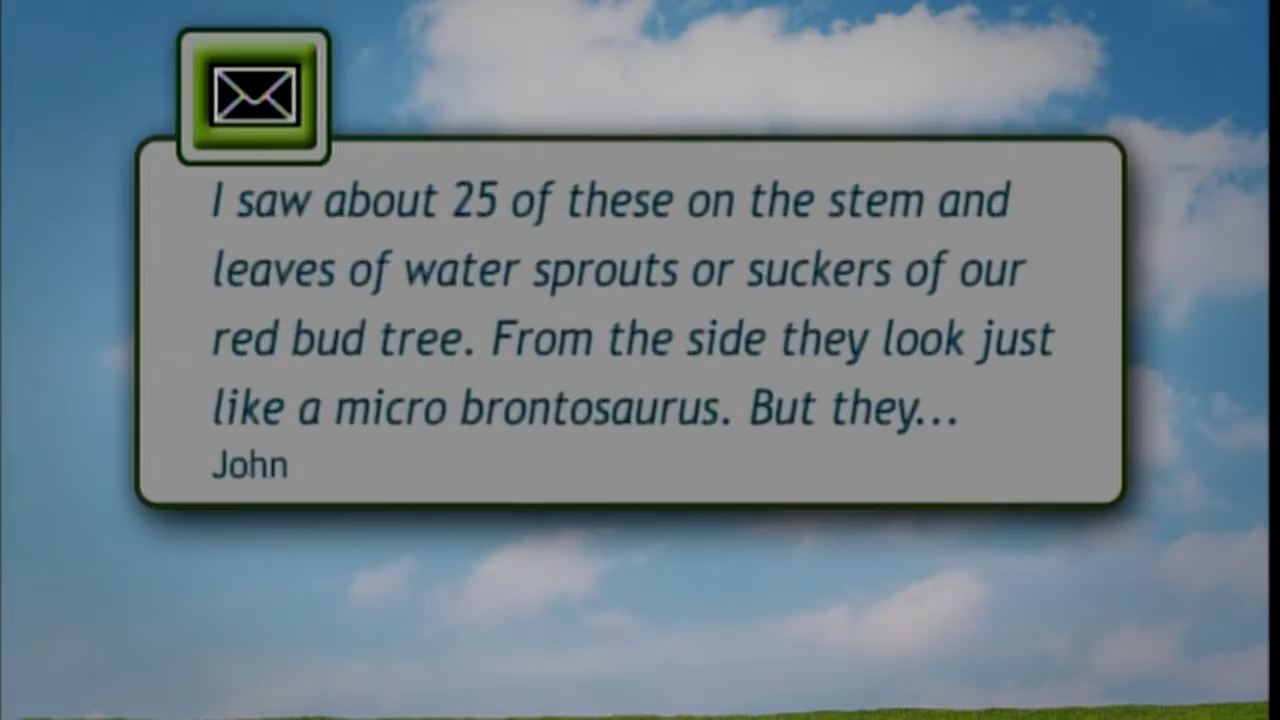 I saw about 25 of these on the stem and
leaves of water sprouts or suckers of our
red bud tree. From the side they look just
like a micro brontosaurus. But they...
John